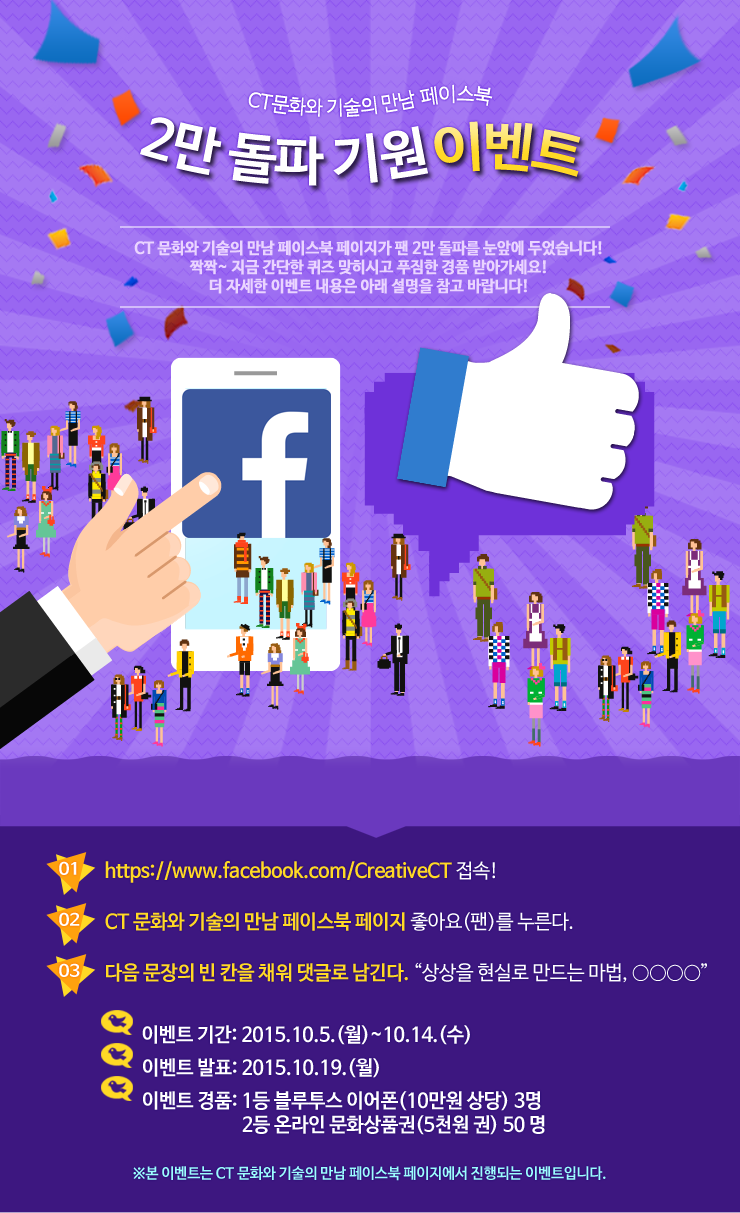 CT문화와 기술의 만남 페이스북
2만 돌파 기원 이벤트
CT 문화와 기술의 만남 페이스북 페이지가 팬 2만 돌파를 눈앞에 두었습니다!
짝짝~ 지금 간단한 퀴즈 맞히시고 푸짐한 경품 받아가세요!
더 자세한 이벤트 내용은 아래 설명을 참고 바랍니다!
f
01 https://www.facebook.com/CreativeCT 접속!
02 CT 문화와 기술의 만남 페이스북 페이지 좋아요(팬)를 누른다.
03 다음 문장의 빈 칸을 채워 댓글로 남긴다. “상상을 현실로 만드는 마법, ○○○○”
이벤트 기간: 2015.10.5.(월)~10.14.(수)
이벤트 발표: 2015.10.19.(월)
이벤트 경품: 1등 블루투스 이어폰(10만원 상당) 3명
2등 온라인 문화상품권(5천원 권) 50 명
※본 이벤트는 CT 문화와 기술의 만남 페이스북 페이지에서 진행되는 이벤트입니다.